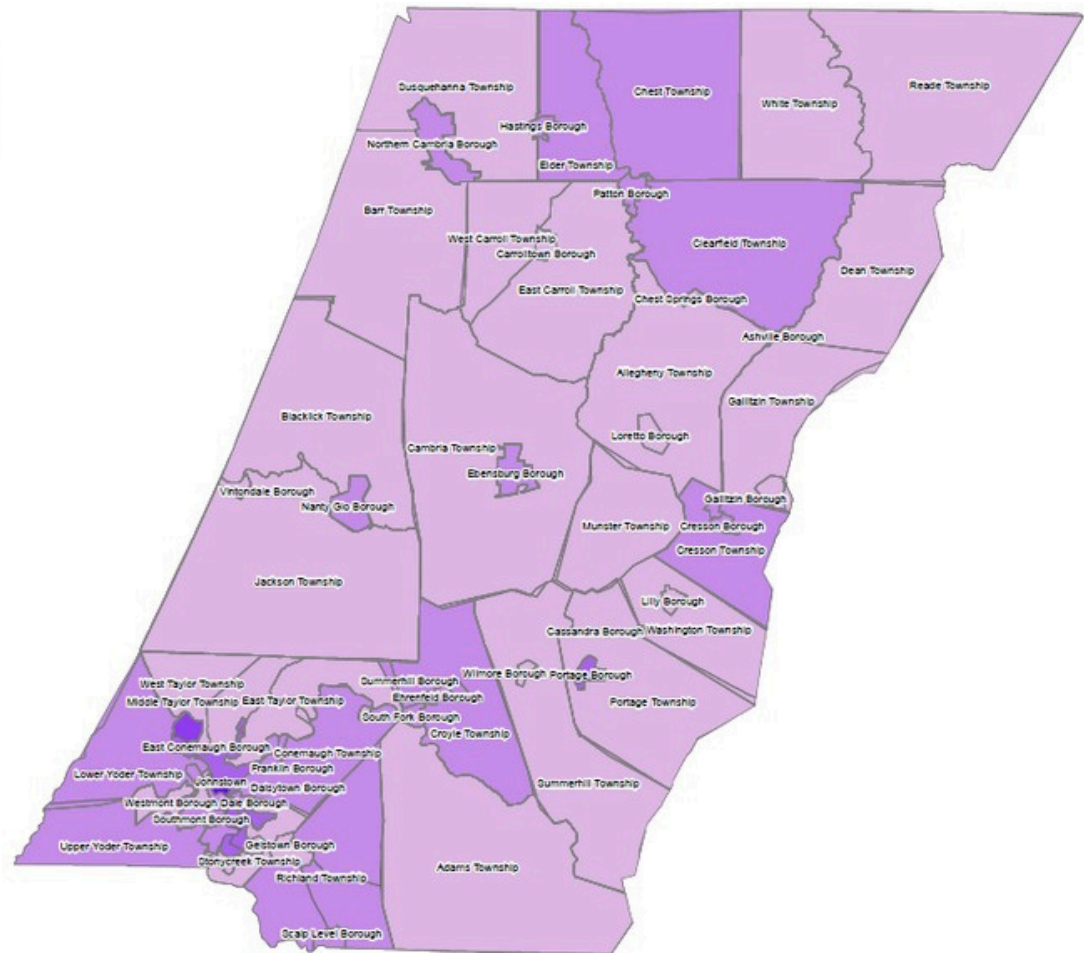 Susquehanna Township
Chest Township
Reade Township
White Township
Hastings Borough
Northern Cambria Borough
Elder Township
Patton Borough
Barr Township
West Carroll Township
Clearfield Township
Carrolltown Borough
Dean Township
East Carroll Township
Chest Springs Borough
Ashville Borough
Allegheny Township
Gallitzin Township
Blacklick Township
Loretto Borough
Cambria Township
Ebensburg Borough
Vintondale Borough
Gallitzin Borough
Nanty Glo Borough
Munster Township
Cresson Borough
Cresson Township
Jackson Township
Lilly Borough
Cassandra Borough
Washington Township
Wilmore Borough
Portage Borough
Summerhill Borough
West Taylor Township
Ehrenfeld Borough
Middle Taylor Township
East Taylor Township
Portage Township
South Fork Borough
Croyle Township
East Conemaugh Borough
Conemaugh Township
Franklin Borough
Lower Yoder Township
Johnstown
Daisytown Borough
Summerhill Township
Westmont Borough
Dale Borough
Southmont Borough
Upper Yoder Township
Geistown Borough
Stonycreek Township
Adams Township
Richland Township
Scalp Level Borough